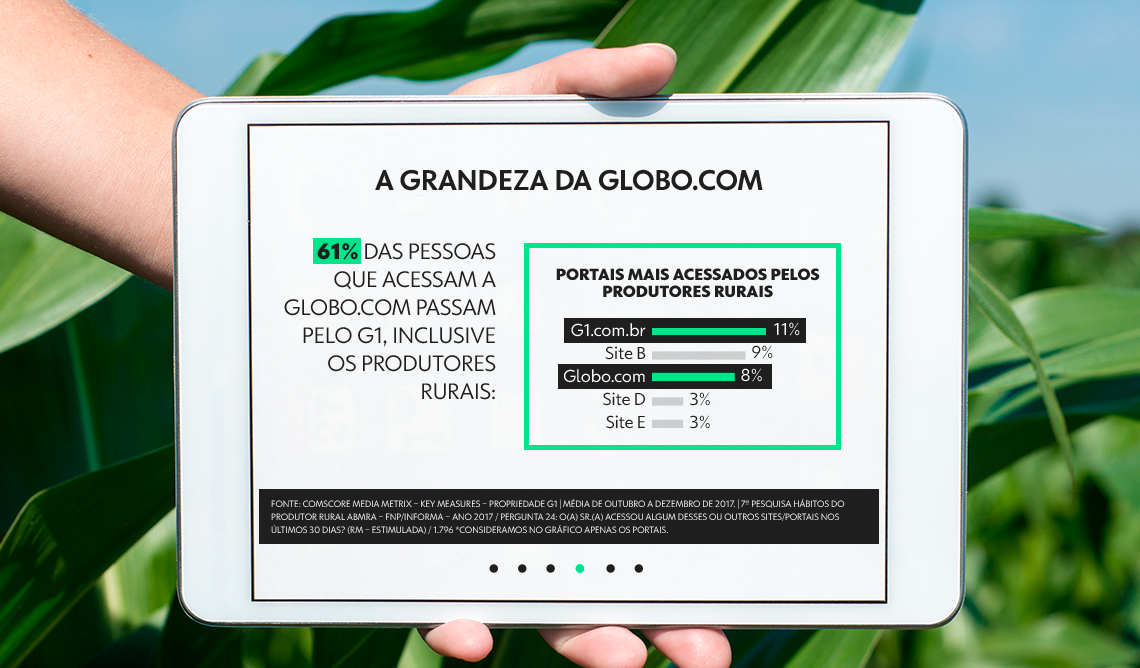 A GRANDEZA DA GLOBO.COM
61% DAS PESSOAS
QUE ACESSAM A
GLOBO.COM PASSAM
PELO G1, INCLUSIVE
OS PRODUTORES
RURAIS:
PORTAIS MAIS ACESSADOS PELOS
PRODUTORES RURAIS
G1.com.br 11%
Site B 9%
Globo.com 8%
Site D 3%
Site E 3%
FONTE: COMSCORE MEDIA METRIX – KEY MEASURES – PROPRIEDADE G1 | MÉDIA DE OUTUBRO A DEZEMBRO DE 2017. | 7ª PESQUISA HÁBITOS DO
PRODUTOR RURAL ABMRA – FNP/INFORMA – ANO 2017 / PERGUNTA 24: O(A) SR.(A) ACESSOU ALGUM DESSES OU OUTROS SITES/PORTAIS NOS
ÚLTIMOS 30 DIAS? (RM – ESTIMULADA) / 1.796 *CONSIDERAMOS NO GRÁFICO APENAS OS PORTAIS.